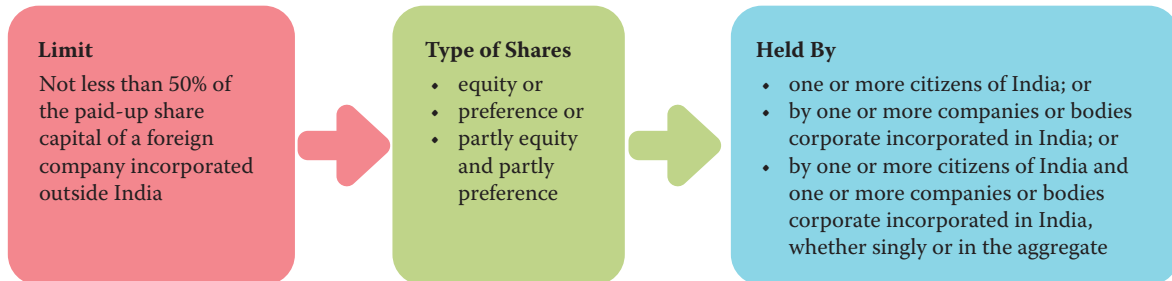 Limit
Not less than 50% of
the paid-up share
capital of a foreign
company incorporated
outside India
Type of Shares
• equity or
• preference or
• partly equity
and partly
preference
Held By
• one or more citizens of India; or
• by one or more companies or bodies
corporate incorporated in India; or
• by one or more citizens of India and
one or more companies or bodies
corporate incorporated in India,
whether singly or in the aggregate